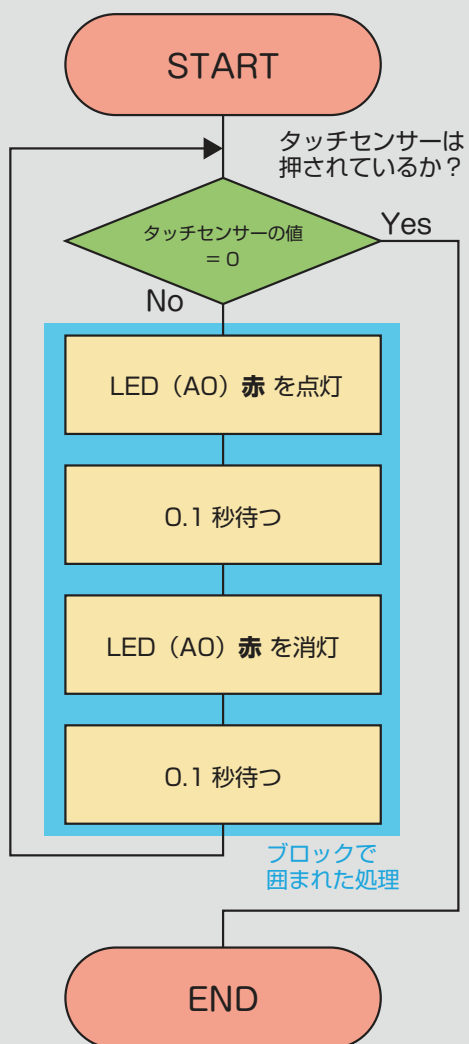 START
タッチセンサーは
押されているか？
タッチセンサーの値
= 0
Yes
No
LED（A0）赤 を点灯
0.1 秒待つ
LED（A0）赤 を消灯
0.1 秒待つ
ブロックで
囲まれた処理
END